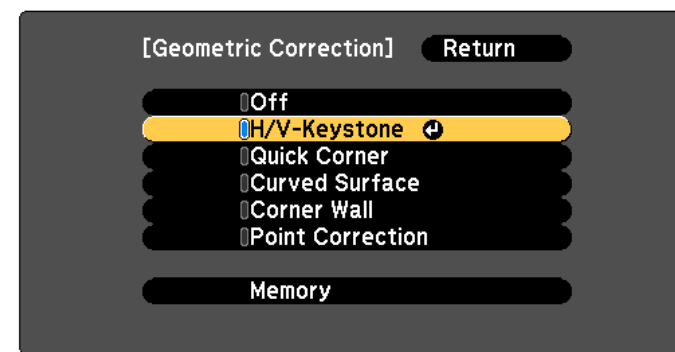 [Geometric Correction] Return
Off
H/V-Keystone
Quick Corner
Curved Surface
Corner Wall
Point Correction
Memory